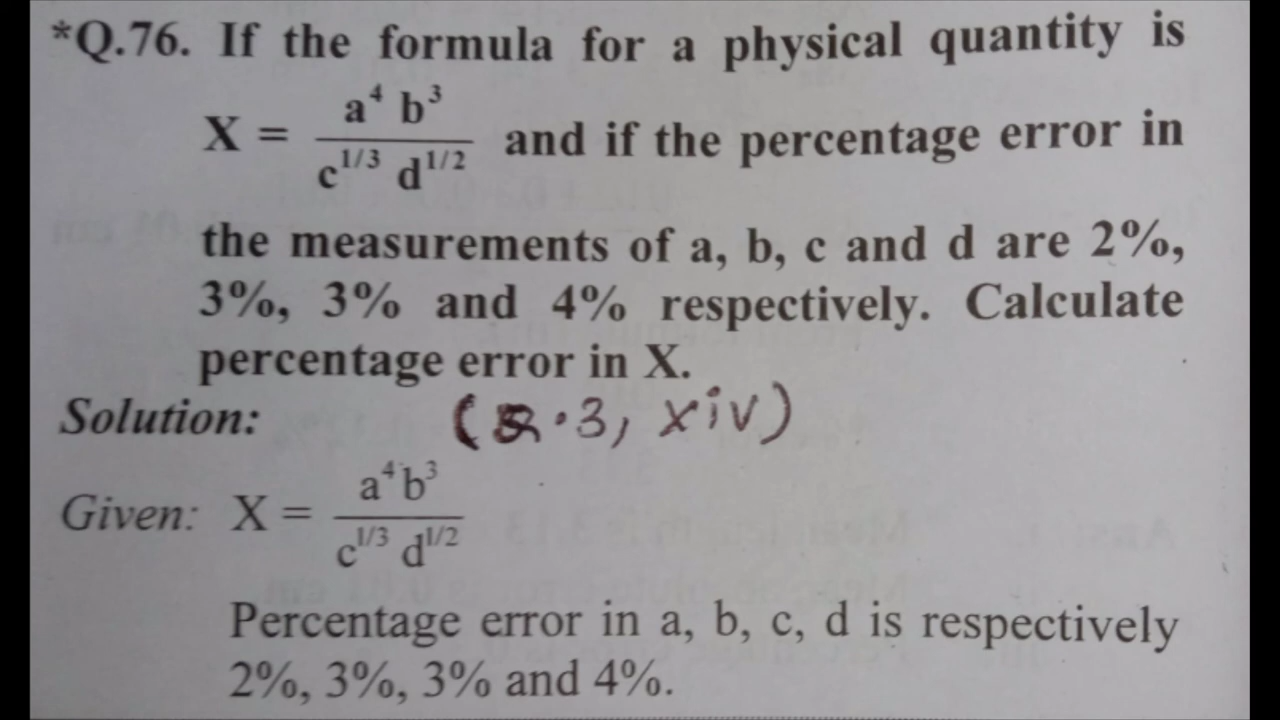 *Q.76. If the formula for a physical quantity is
X = a⁴ b³ / c^1/3 d^1/2 and if the percentage error in
the measurements of a, b, c and d are 2%,
3%, 3% and 4% respectively. Calculate
percentage error in X.
Solution: (Q.3, xiv)
Given: X = a⁴b³ / c^1/3 d^1/2
Percentage error in a, b, c, d is respectively
2%, 3%, 3% and 4%.